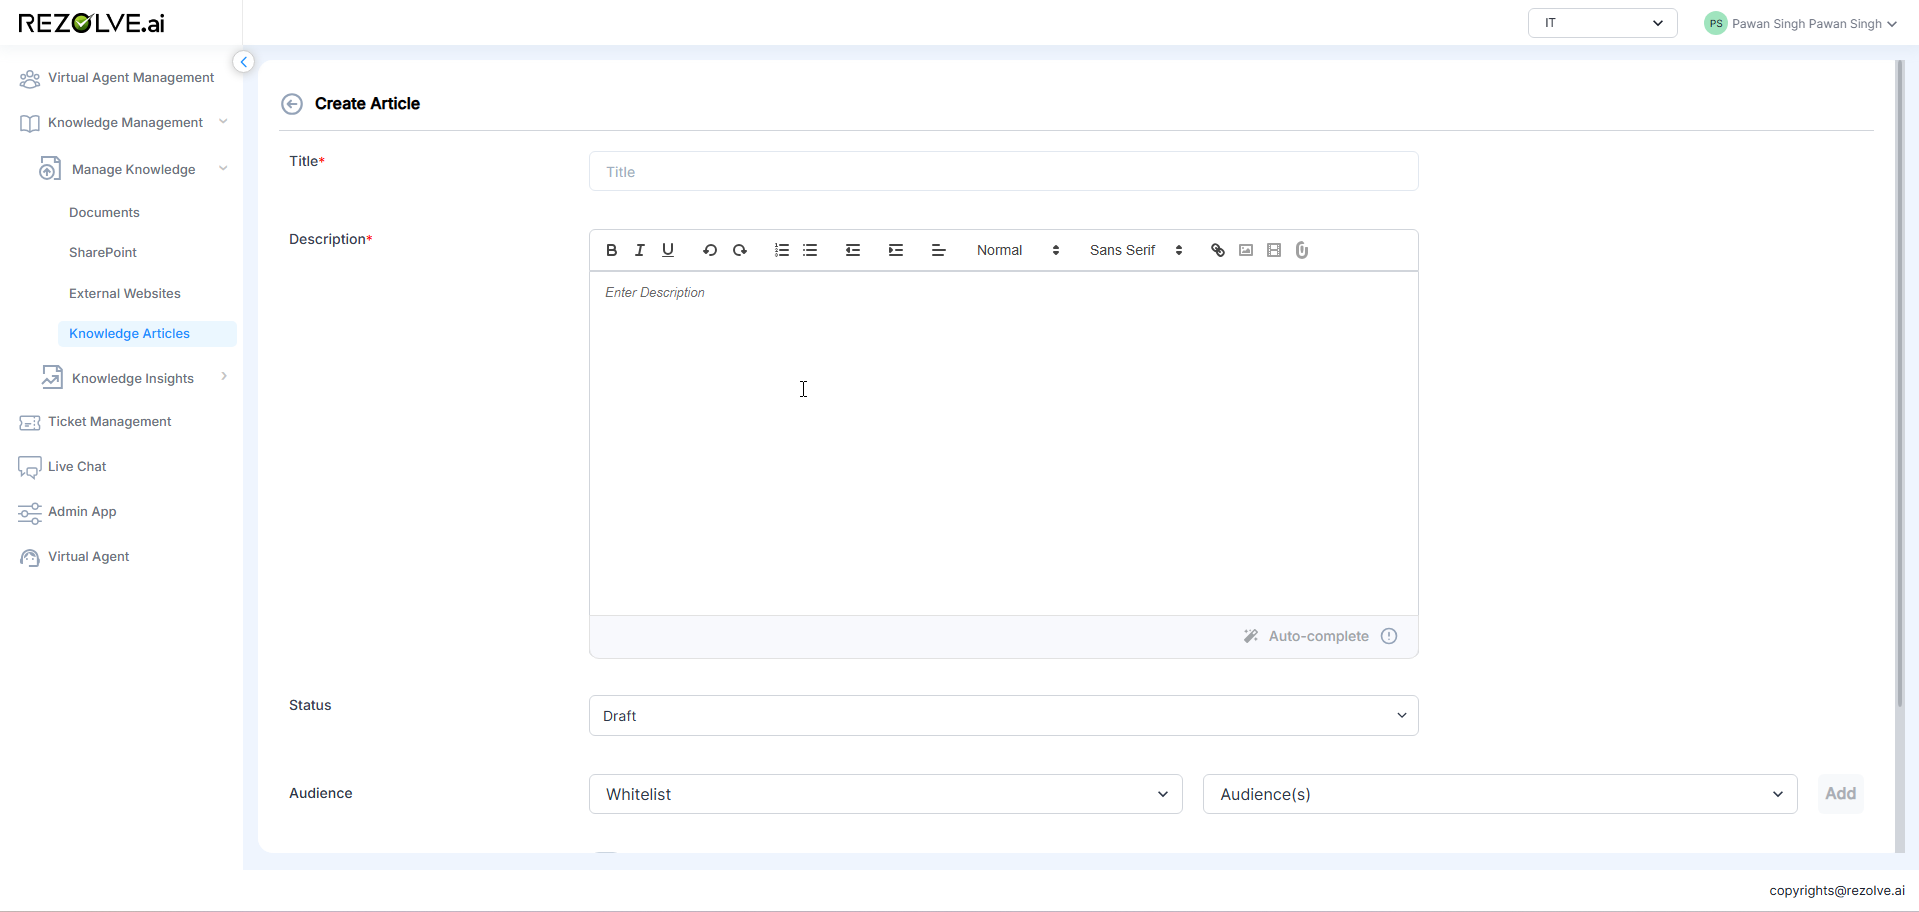 REZOLVE.ai
IT
PS Pawan Singh Pawan Singh
Virtual Agent Management
Knowledge Management
Manage Knowledge
Documents
SharePoint
External Websites
Knowledge Articles
Knowledge Insights
Ticket Management
Live Chat
Admin App
Virtual Agent
Create Article
Title*
Title
Description*
B I U Normal Sans Serif
Enter Description
Auto-complete
Status
Draft
Audience
Whitelist
Audience(s)
Add
copyrights@rezolve.ai